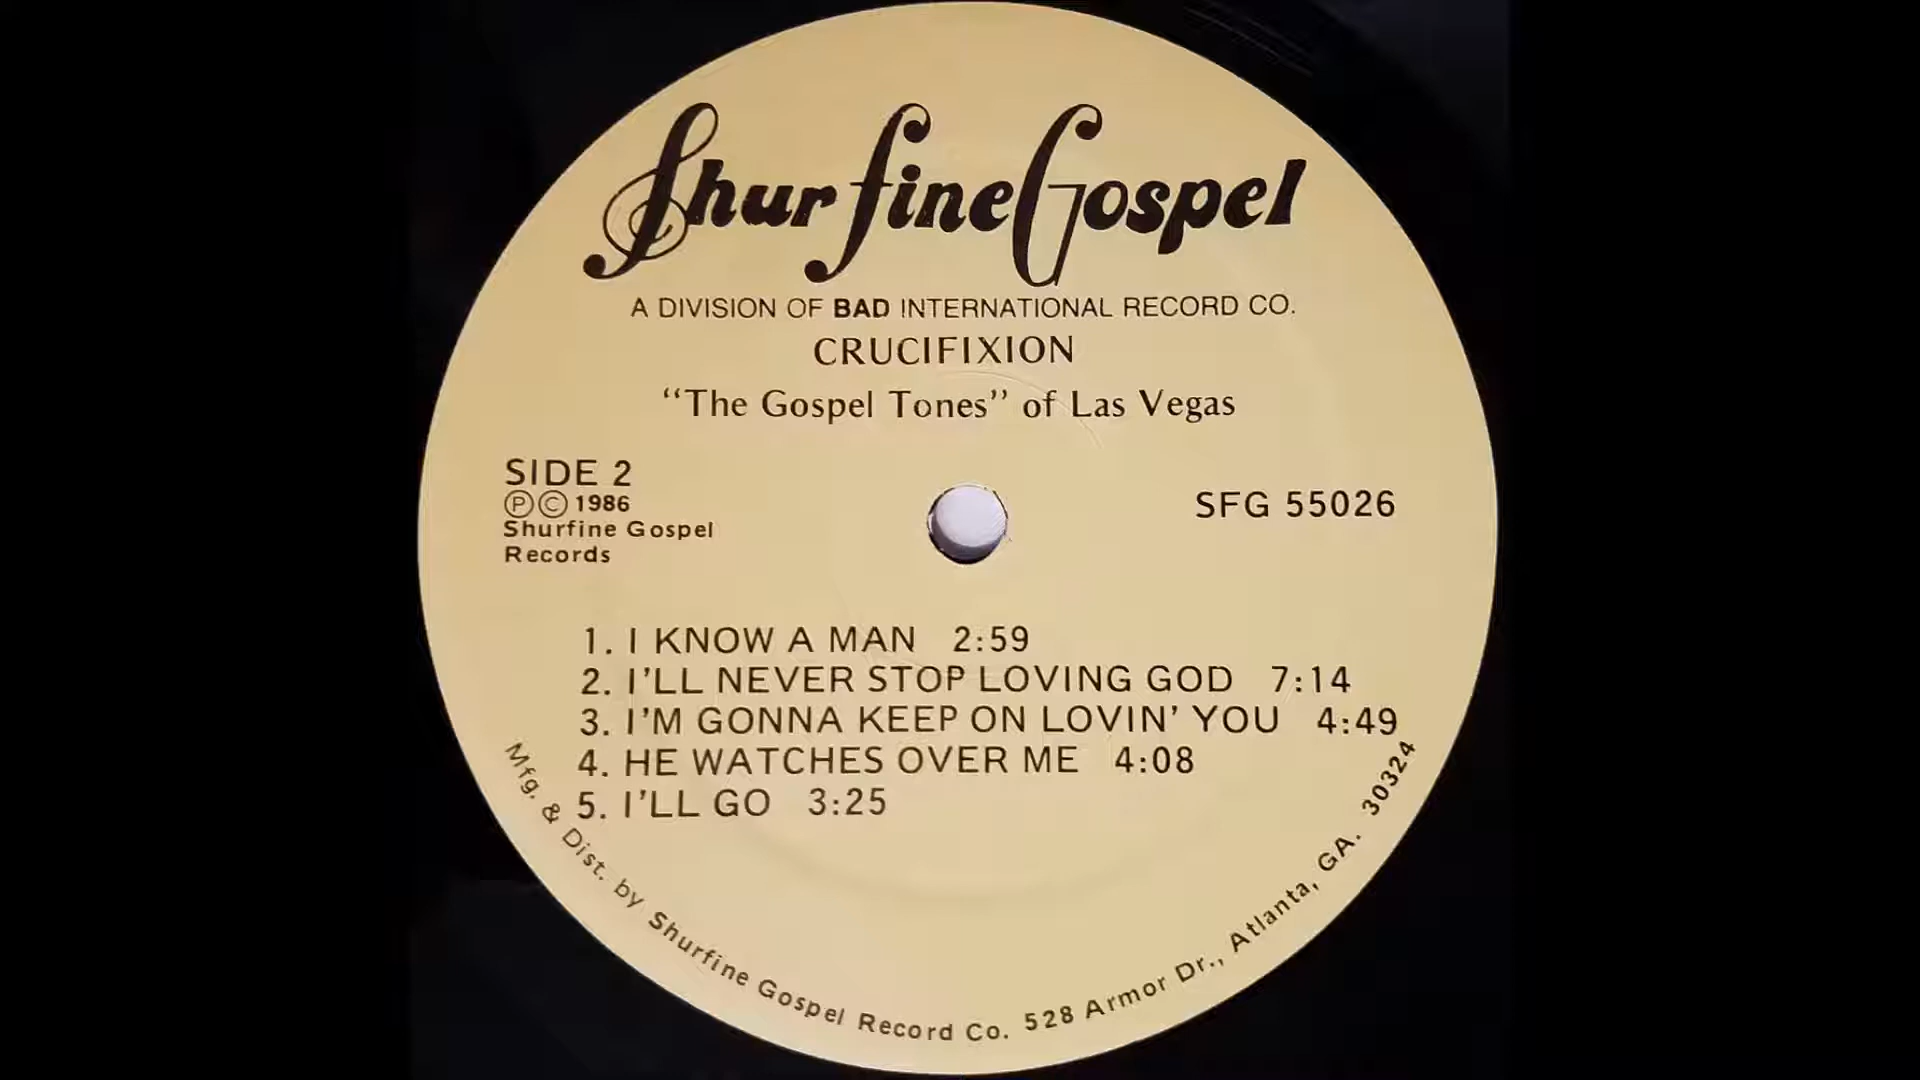 Shurfine Gospel
A DIVISION OF BAD INTERNATIONAL RECORD CO.
CRUCIFIXION
“The Gospel Tones” of Las Vegas
SIDE 2
Ⓟ© 1986
Shurfine Gospel
Records
SFG 55026
1. I KNOW A MAN 2:59
2. I’LL NEVER STOP LOVING GOD 7:14
3. I’M GONNA KEEP ON LOVIN’ YOU 4:49
4. HE WATCHES OVER ME 4:08
5. I’LL GO 3:25
Mfg. & Dist. by Shurfine Gospel Record Co. 528 Armor Dr., Atlanta, GA. 30324